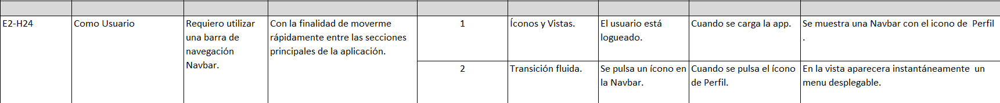 E2-H24
Como Usuario
Requiero utilizar
una barra de
navegación
Navbar.
Con la finalidad de moverme
rápidamente entre las secciones
principales de la aplicación.
1
Íconos y Vistas.
El usuario está
logueado.
Cuando se carga la app.
Se muestra una Navbar con el icono de Perfil
.
2
Transición fluida.
Se pulsa un ícono en
la Navbar.
Cuando se pulsa el ícono
de Perfil.
En la vista aparecera instantáneamente un
menu desplegable.